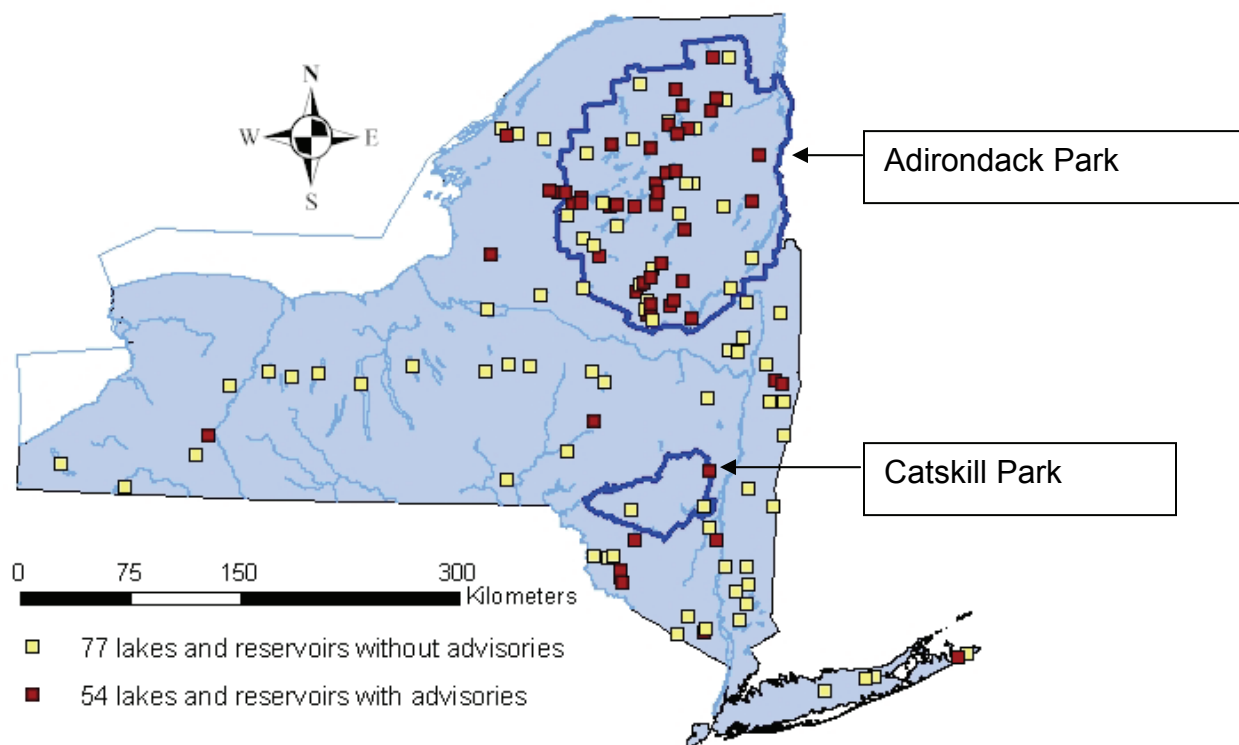 N
W E
S
Adirondack Park
Catskill Park
0 75 150 300
Kilometers
77 lakes and reservoirs without advisories
54 lakes and reservoirs with advisories